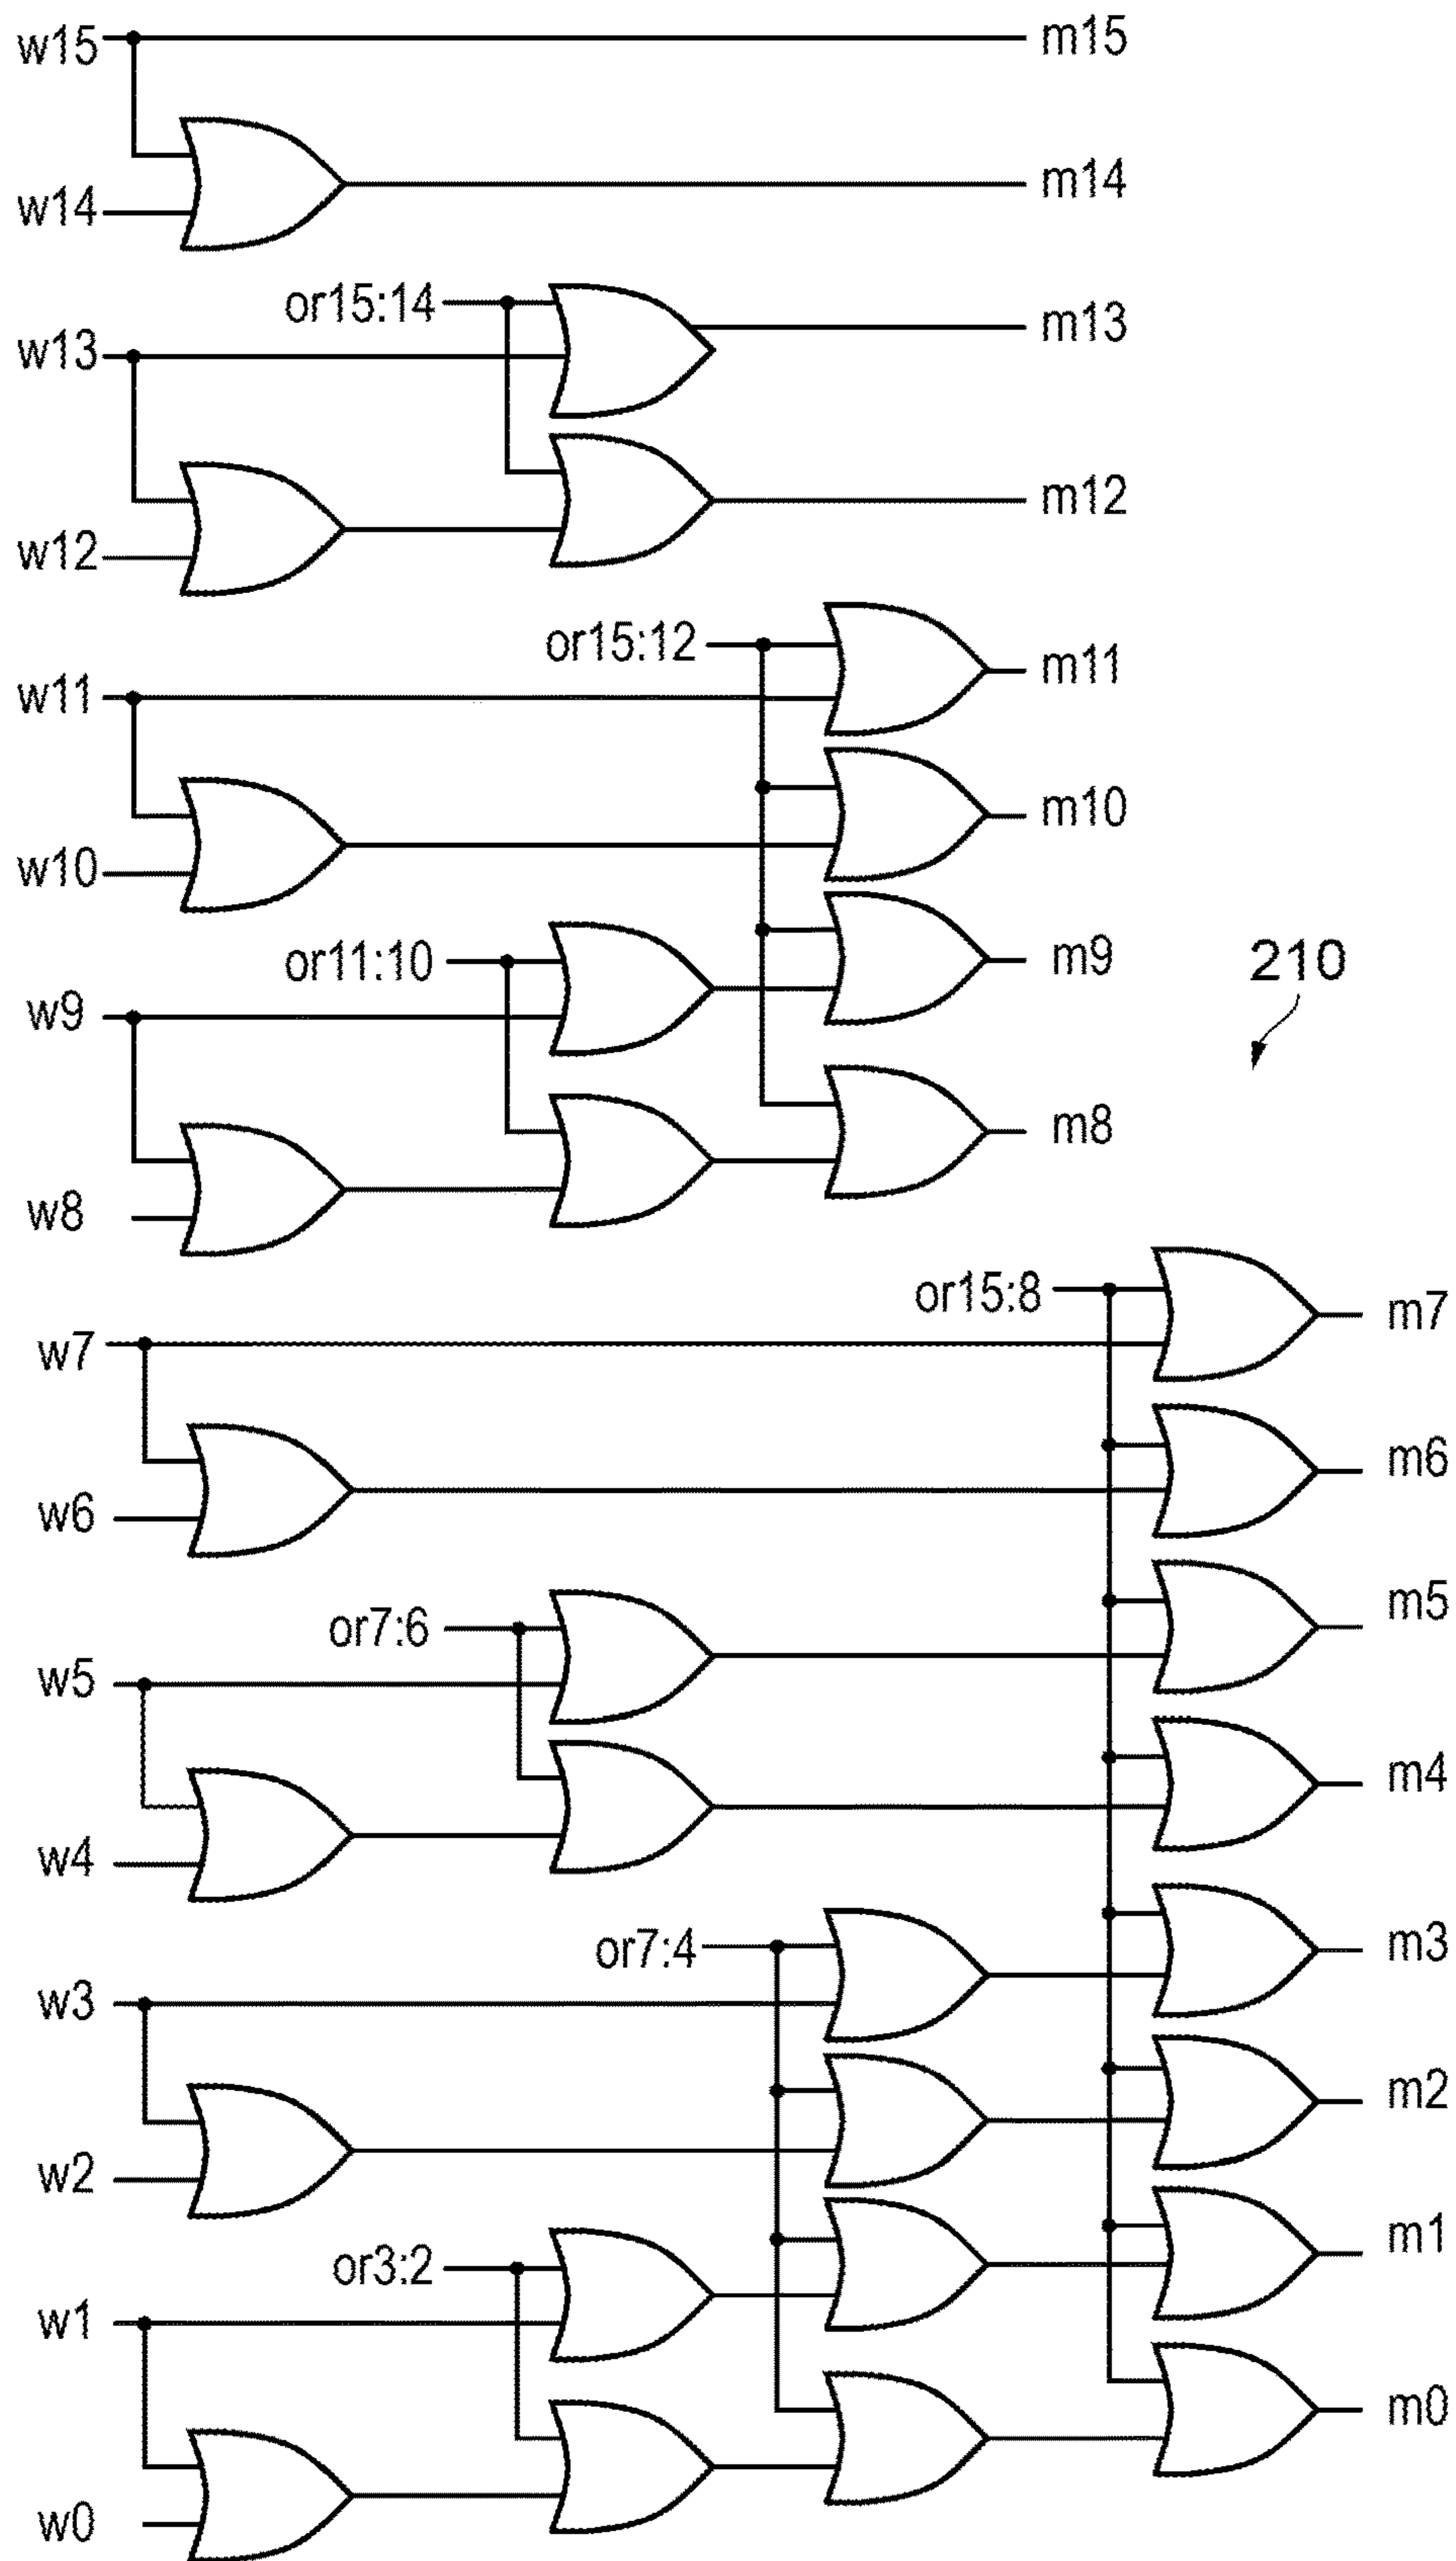 w15 m15
w14 m14
or15:14 m13
w13
w12 m12
or15:12 m11
w11
w10 m10
or11:10 m9 210
w9
w8 m8
or15:8 m7
w7
w6 m6
or7:6 m5
w5
w4 m4
or7:4 m3
w3
w2 m2
or3:2 m1
w1
w0 m0